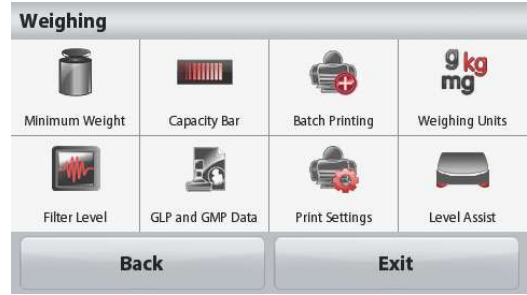 Weighing
g kg
mg
Minimum Weight
Capacity Bar
Batch Printing
Weighing Units
Filter Level
GLP and GMP Data
Print Settings
Level Assist
Back
Exit